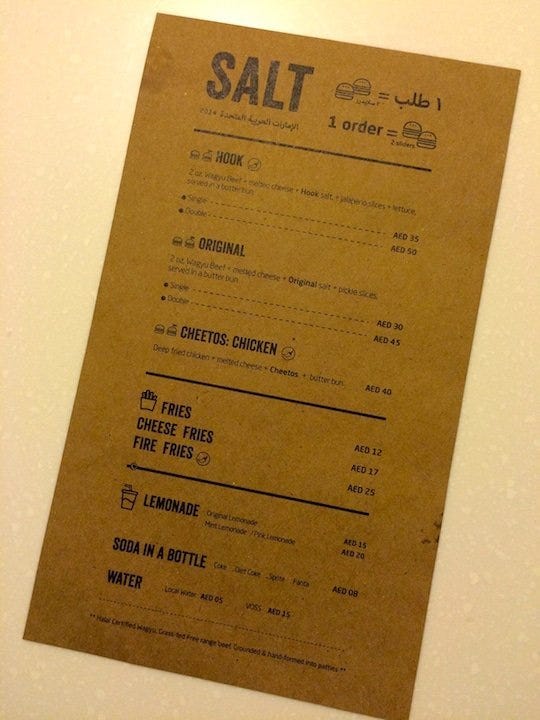 SALT
الإمارات العربية المتحدة ٢٠١٤
١ طلب =
٢ سلايدرز
1 order =
2 sliders
HOOK
2 oz. Wagyu Beef + melted cheese + Hook salt + jalapeño slices + lettuce,
served in a butter bun.
Single AED 35
Double AED 50
ORIGINAL
2 oz. Wagyu Beef + melted cheese + Original salt + pickle slices,
served in a butter bun
Single AED 30
Double AED 45
CHEETOS: CHICKEN
Deep fried chicken + melted cheese + Cheetos + butter bun. AED 40
FRIES AED 12
CHEESE FRIES AED 17
FIRE FRIES AED 25
LEMONADE Original Lemonade AED 15
Mint Lemonade / Pink Lemonade AED 20
SODA IN A BOTTLE Coke Diet Coke Sprite Fanta AED 08
WATER Local Water AED 05 VOSS AED 15
** Halal Certified Wagyu, Grass-fed Free range beef. Grounded & hand-formed into patties **